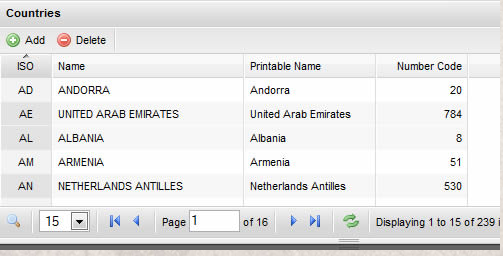 Countries
Add Delete
ISO Name Printable Name Number Code
AD ANDORRA Andorra 20
AE UNITED ARAB EMIRATES United Arab Emirates 784
AL ALBANIA Albania 8
AM ARMENIA Armenia 51
AN NETHERLANDS ANTILLES Netherlands Antilles 530
15 Page 1 of 16 Displaying 1 to 15 of 239 i